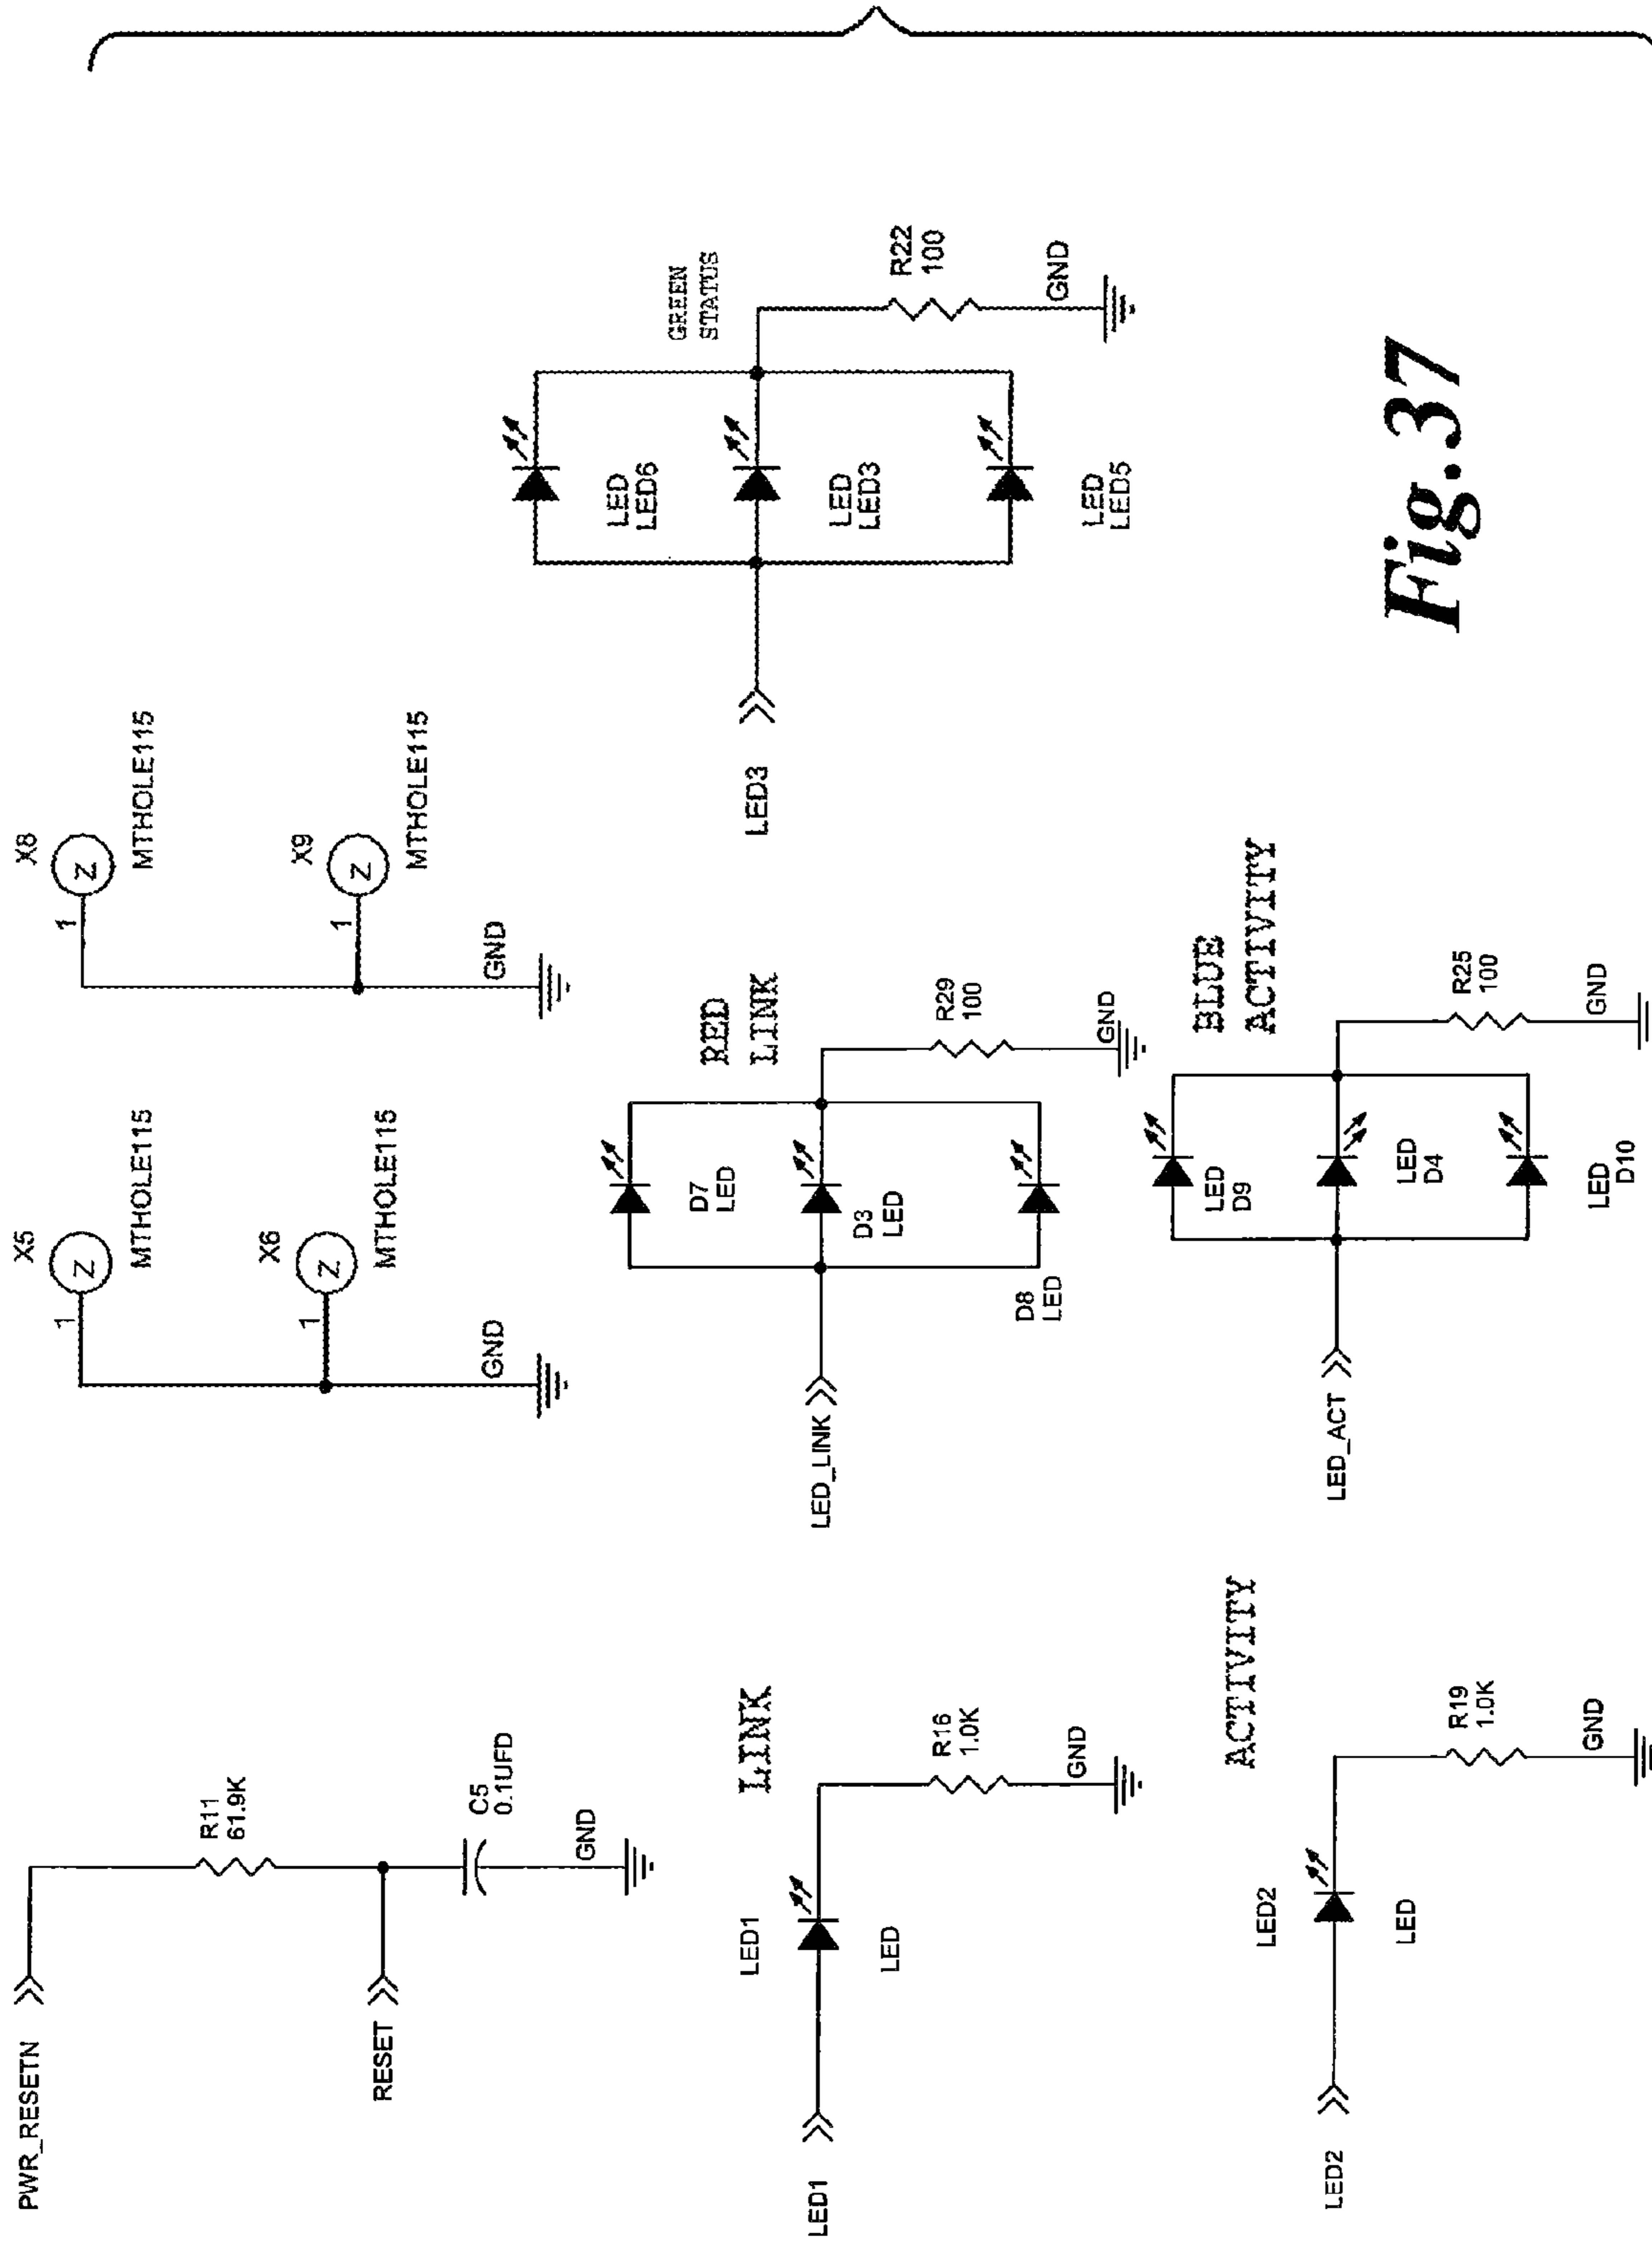 PWR_RESETN
R11
61.9K
RESET
C5
0.1UFD
GND
X5
1
Z
MTHOLE115
X6
1
Z
MTHOLE115
GND
X8
1
Z
MTHOLE115
X9
1
Z
MTHOLE115
GND
LED1
LED1
LED
LINK
R16
1.0K
GND
LED_LINK
D7
LED
D3
LED
D8
LED
RED
LINK
R29
100
GND
LED3
LED
LED6
LED
LED3
LED
LED5
GREEN
STATUS
R22
100
GND
LED2
LED2
LED
ACTIVITY
R19
1.0K
GND
LED_ACT
LED
D9
LED
D4
LED
D10
BLUE
ACTIVITY
R25
100
GND
Fig.37